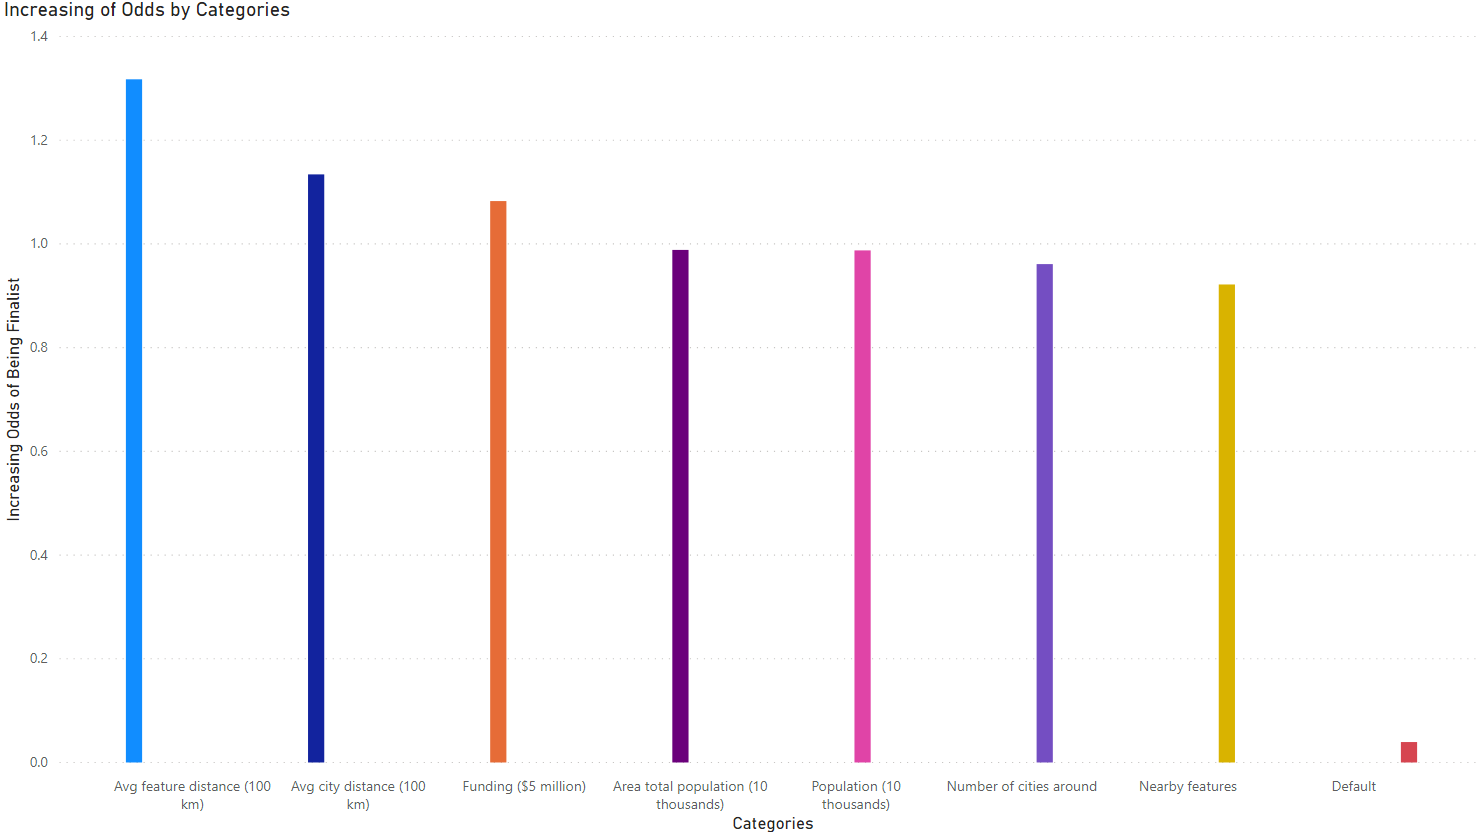 Increasing of Odds by Categories
Increasing Odds of Being Finalist
1.4
1.2
1.0
0.8
0.6
0.4
0.2
0.0
Avg feature distance (100
km)
Avg city distance (100
km)
Funding ($5 million)
Area total population (10
thousands)
Population (10
thousands)
Number of cities around
Nearby features
Default
Categories